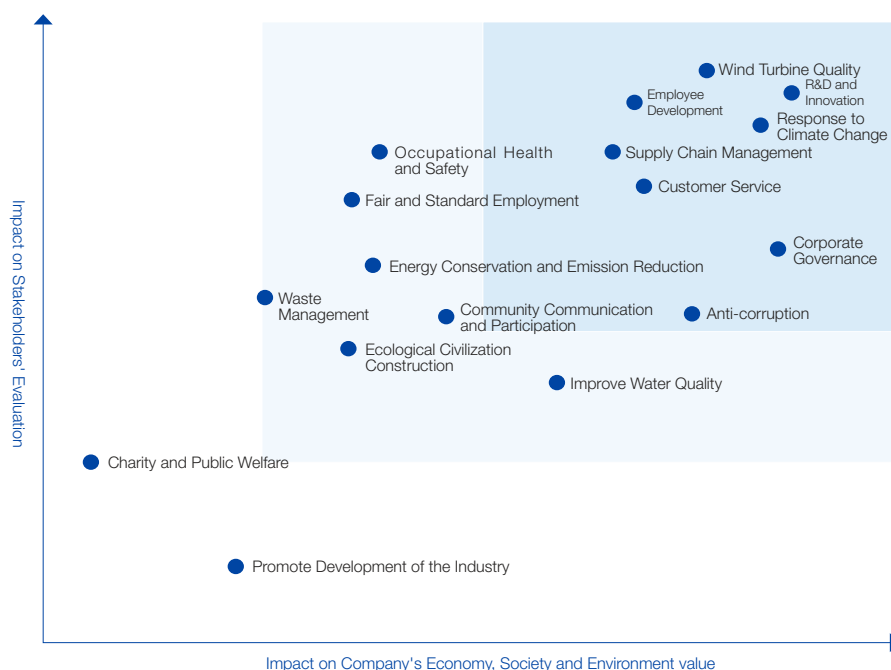 Wind Turbine Quality
R&D and
Innovation
Employee
Development
Response to
Climate Change
Occupational Health
and Safety
Supply Chain Management
Customer Service
Fair and Standard Employment
Corporate
Governance
Energy Conservation and Emission Reduction
Waste
Management
Community Communication
and Participation
Anti-corruption
Ecological Civilization
Construction
Improve Water Quality
Charity and Public Welfare
Promote Development of the Industry
Impact on Stakeholders' Evaluation
Impact on Company's Economy, Society and Environment value